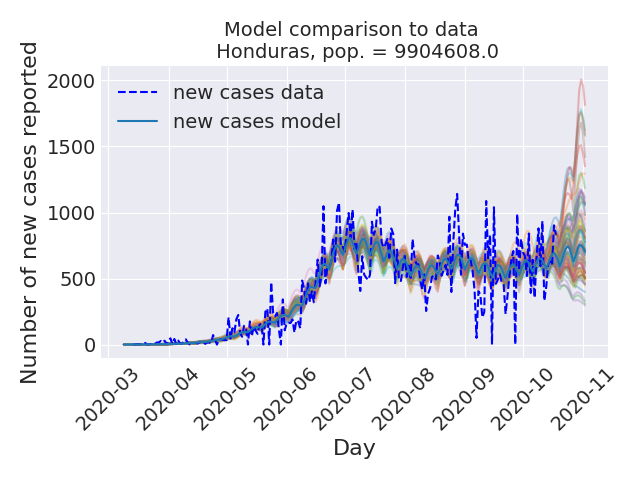 Model comparison to data
Honduras, pop. = 9904608.0
Number of new cases reported
2000
1500
1000
500
0
new cases data
new cases model
2020-03
2020-04
2020-05
2020-06
2020-07
2020-08
2020-09
2020-10
2020-11
Day